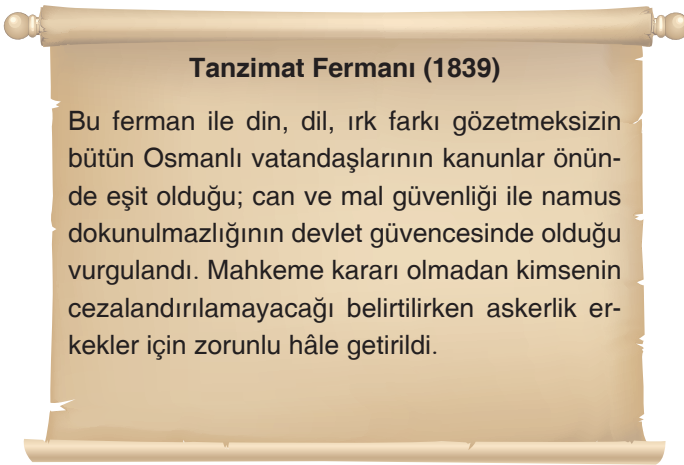 Tanzimat Fermanı (1839)
Bu ferman ile din, dil, ırk farkı gözetmeksizin
bütün Osmanlı vatandaşlarının kanunlar önün-
de eşit olduğu; can ve mal güvenliği ile namus
dokunulmazlığının devlet güvencesinde olduğu
vurgulandı. Mahkeme kararı olmadan kimsenin
cezalandırılamayacağı belirtilirken askerlik er-
kekler için zorunlu hâle getirildi.